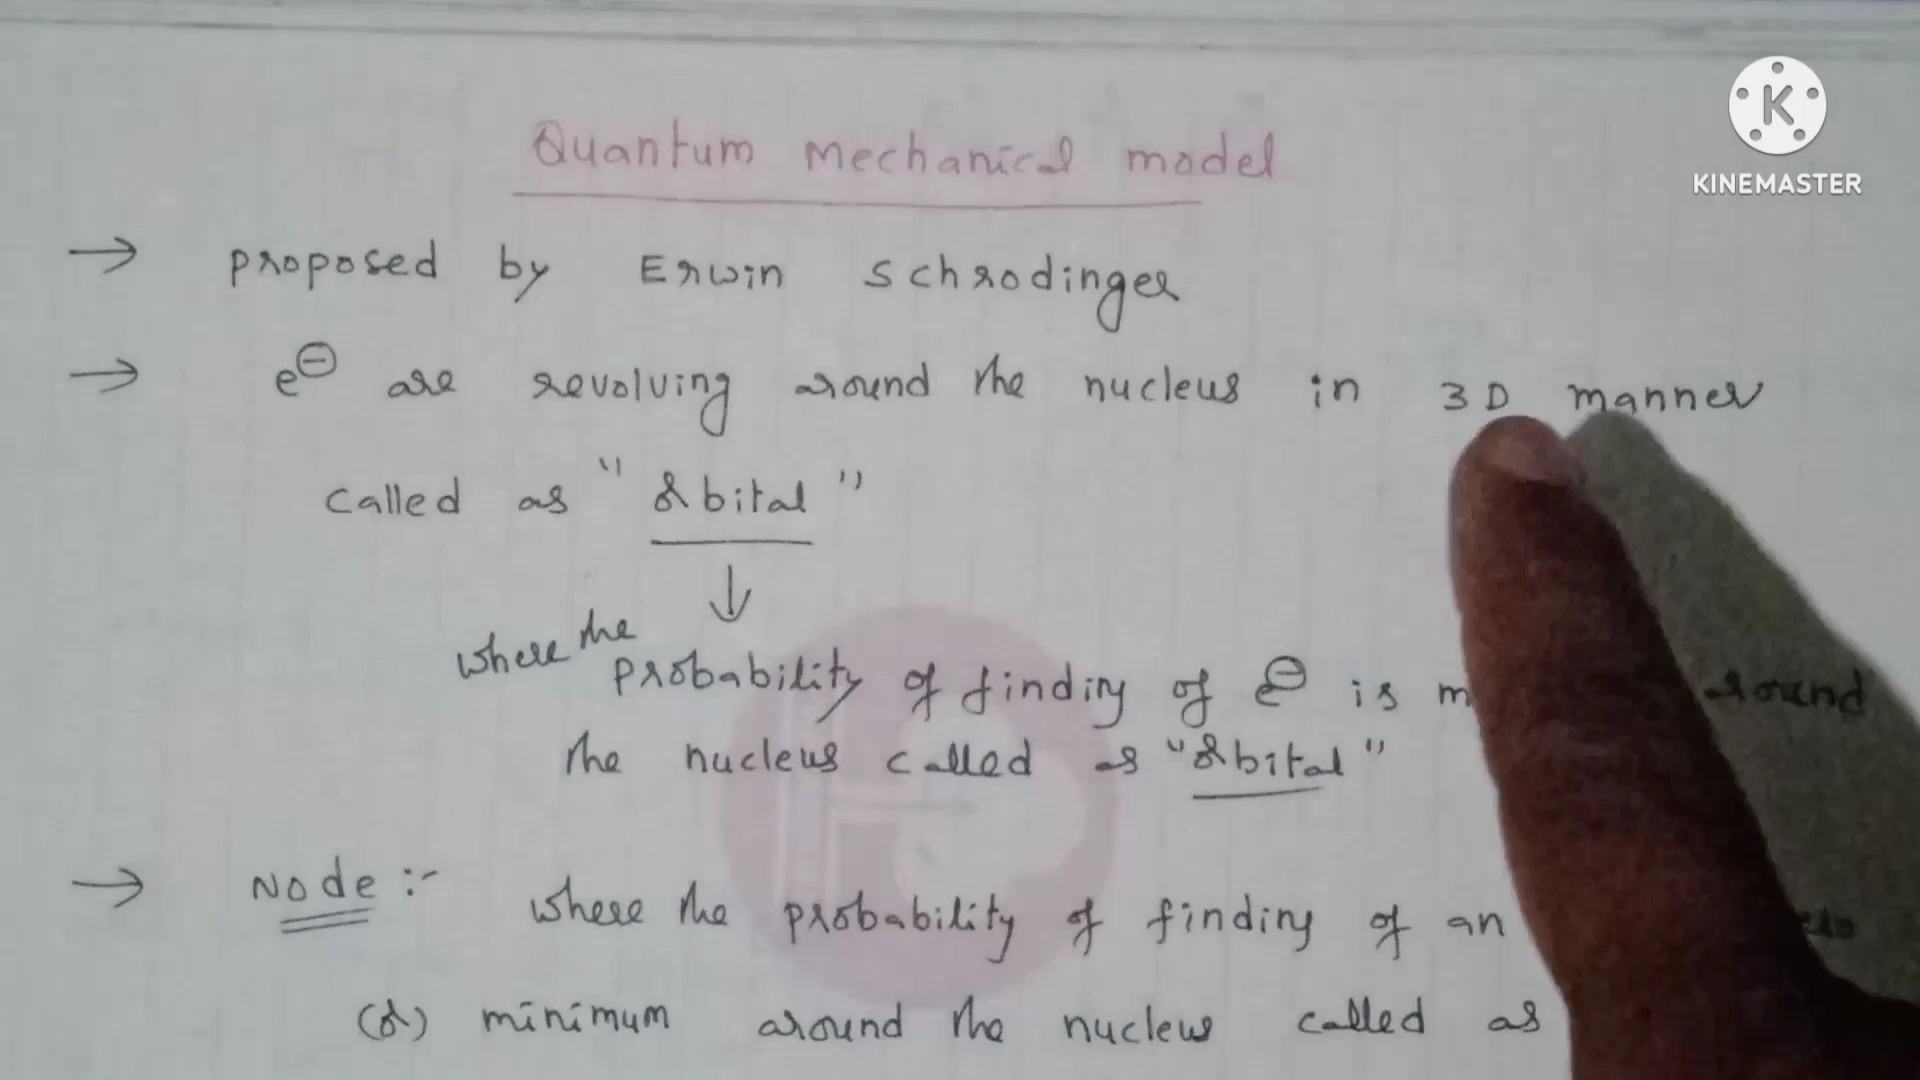 Quantum Mechanical model
KINEMASTER
→ proposed by Erwin Schrodinger
→ e⊖ are revolving around the nucleus in 3D manner
called as "Orbital"
↓
where the
probability of finding of e⊖ is around
the nucleus called as "Orbital"
→ Node :- where the probability of finding of an
(or) minimum around the nucleus called as